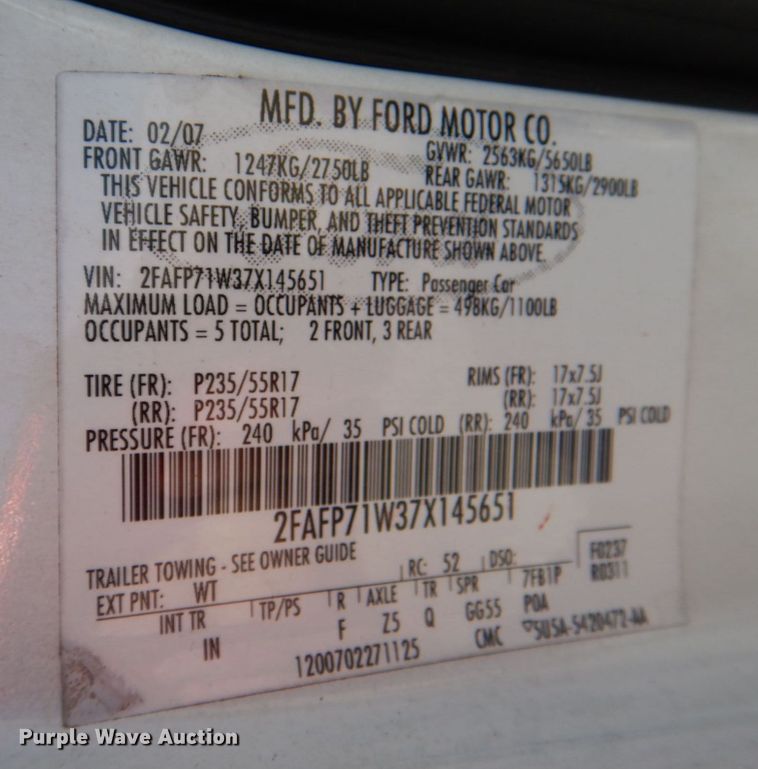 MFD. BY FORD MOTOR CO.
DATE: 02/07 GVWR: 2563KG/5650LB
FRONT GAWR: 1247KG/2750LB REAR GAWR: 1315KG/2900LB
THIS VEHICLE CONFORMS TO ALL APPLICABLE FEDERAL MOTOR
VEHICLE SAFETY, BUMPER, AND THEFT PREVENTION STANDARDS
IN EFFECT ON THE DATE OF MANUFACTURE SHOWN ABOVE.
VIN: 2FAFP71W37X145651 TYPE: Passenger Car
MAXIMUM LOAD = OCCUPANTS + LUGGAGE = 498KG/1100LB
OCCUPANTS = 5 TOTAL; 2 FRONT, 3 REAR
TIRE (FR): P235/55R17 RIMS (FR): 17x7.5J
(RR): P235/55R17 (RR): 17x7.5J
PRESSURE (FR): 240 kPa/ 35 PSI COLD (RR): 240 kPa/ 35 PSI COLD
2FAFP71W37X145651
TRAILER TOWING - SEE OWNER GUIDE
EXT PNT: WT RC: 52 DSO: F0237
R0311
INT TR TP/PS R AXLE TR SPR 7FB1P
IN F Z5 Q GG55 POA
1200702271125 CMC 5U5A-5420472-AA
Purple Wave Auction